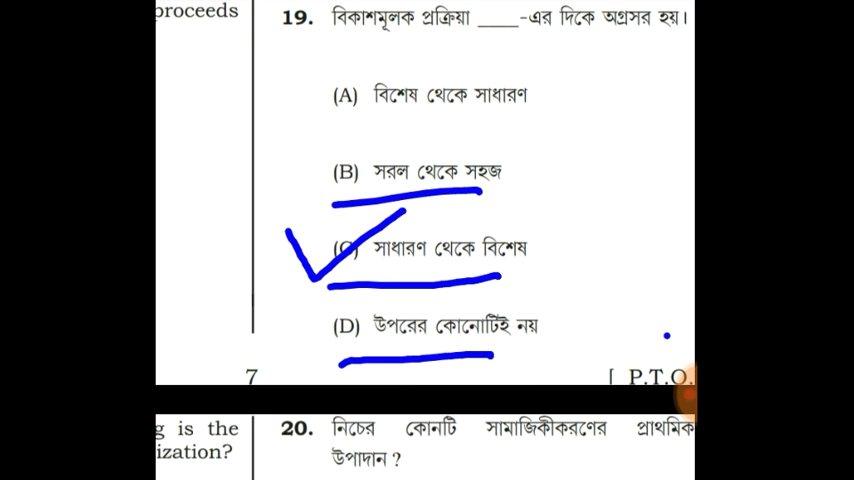 proceeds
19. বিকাশমূলক প্রক্রিয়া ____-এর দিকে অগ্রসর হয়।
(A) বিশেষ থেকে সাধারণ
(B) সরল থেকে সহজ
(C) সাধারণ থেকে বিশেষ
(D) উপরের কোনোটিই নয়
7 [ P.T.O.
g is the
ization?
20. নিচের কোনটি সামাজিকীকরণের প্রাথমিক
উপাদান ?